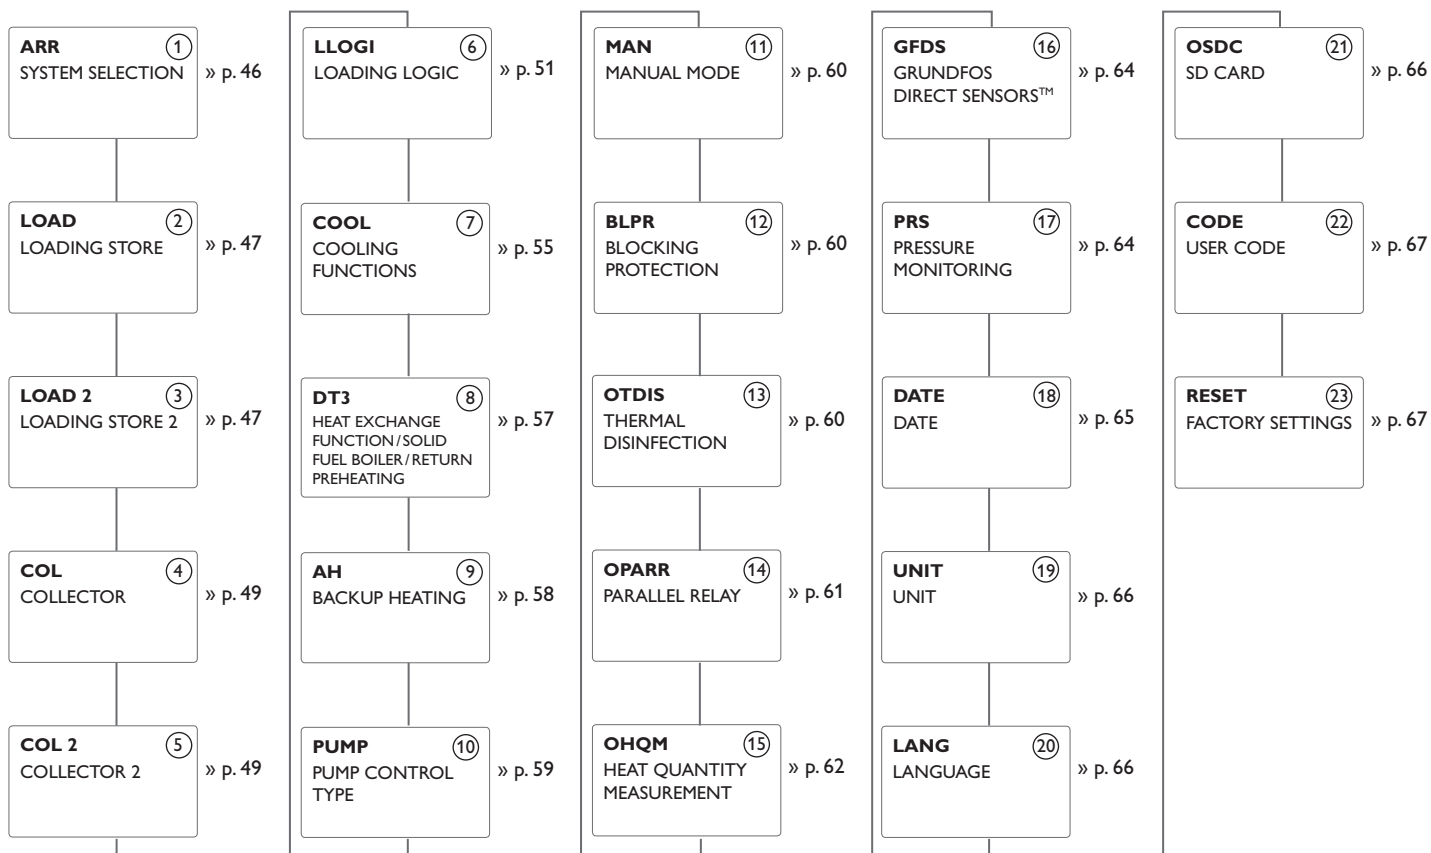 ARR 1
SYSTEM SELECTION
» p. 46
LOAD 2
LOADING STORE
» p. 47
LOAD 2 3
LOADING STORE 2
» p. 47
COL 4
COLLECTOR
» p. 49
COL 2 5
COLLECTOR 2
» p. 49
LLOGI 6
LOADING LOGIC
» p. 51
COOL 7
COOLING
FUNCTIONS
» p. 55
DT3 8
HEAT EXCHANGE
FUNCTION/SOLID
FUEL BOILER/RETURN
PREHEATING
» p. 57
AH 9
BACKUP HEATING
» p. 58
PUMP 10
PUMP CONTROL
TYPE
» p. 59
MAN 11
MANUAL MODE
» p. 60
BLPR 12
BLOCKING
PROTECTION
» p. 60
OTDIS 13
THERMAL
DISINFECTION
» p. 60
OPARR 14
PARALLEL RELAY
» p. 61
OHQM 15
HEAT QUANTITY
MEASUREMENT
» p. 62
GFDS 16
GRUNDFOS
DIRECT SENSORS™
» p. 64
PRS 17
PRESSURE
MONITORING
» p. 64
DATE 18
DATE
» p. 65
UNIT 19
UNIT
» p. 66
LANG 20
LANGUAGE
» p. 66
OSDC 21
SD CARD
» p. 66
CODE 22
USER CODE
» p. 67
RESET 23
FACTORY SETTINGS
» p. 67